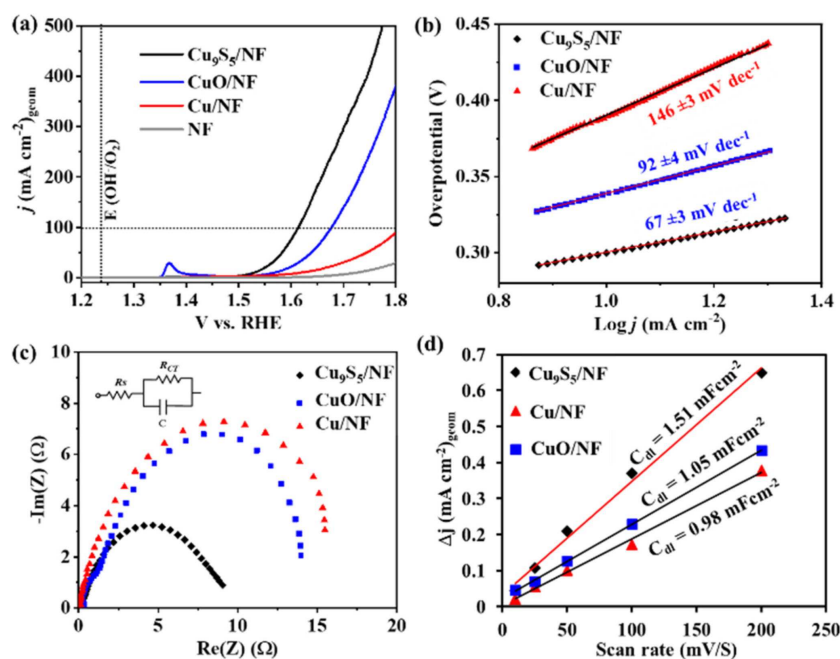 (a)
500
400
300
200
100
0
j (mA cm⁻²)geom
E (OH⁻/O₂)
Cu₉S₅/NF
CuO/NF
Cu/NF
NF
1.2 1.3 1.4 1.5 1.6 1.7 1.8
V vs. RHE
(b)
0.45
0.40
0.35
0.30
Overpotential (V)
Cu₉S₅/NF
CuO/NF
Cu/NF
146 ±3 mV dec⁻¹
92 ±4 mV dec⁻¹
67 ±3 mV dec⁻¹
0.8 1.0 1.2 1.4
Log j (mA cm⁻²)
(c)
10
8
6
4
2
0
-Im(Z) (Ω)
Rs
RCT
C
Cu₉S₅/NF
CuO/NF
Cu/NF
0 5 10 15 20
Re(Z) (Ω)
(d)
0.7
0.6
0.5
0.4
0.3
0.2
0.1
0
Δj (mA cm⁻²)geom
Cu₉S₅/NF
Cu/NF
CuO/NF
Cdl = 1.51 mFcm⁻²
Cdl = 1.05 mFcm⁻²
Cdl = 0.98 mFcm⁻²
0 50 100 150 200 250
Scan rate (mV/S)